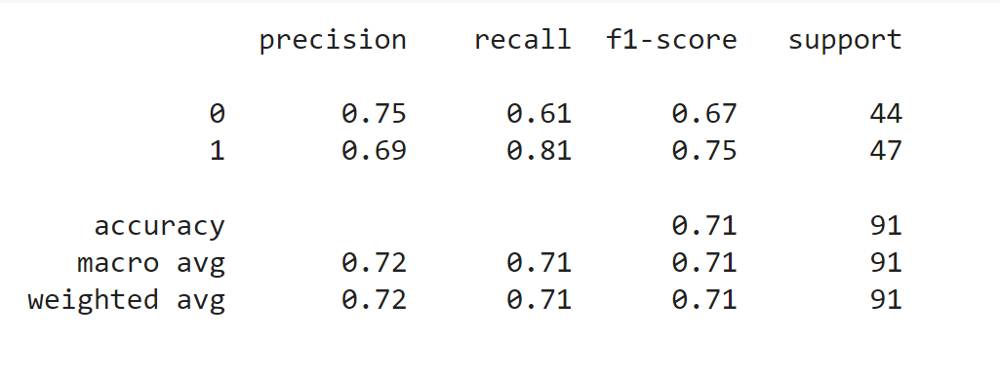 precision recall f1-score support
0 0.75 0.61 0.67 44
1 0.69 0.81 0.75 47
accuracy 0.71 91
macro avg 0.72 0.71 0.71 91
weighted avg 0.72 0.71 0.71 91